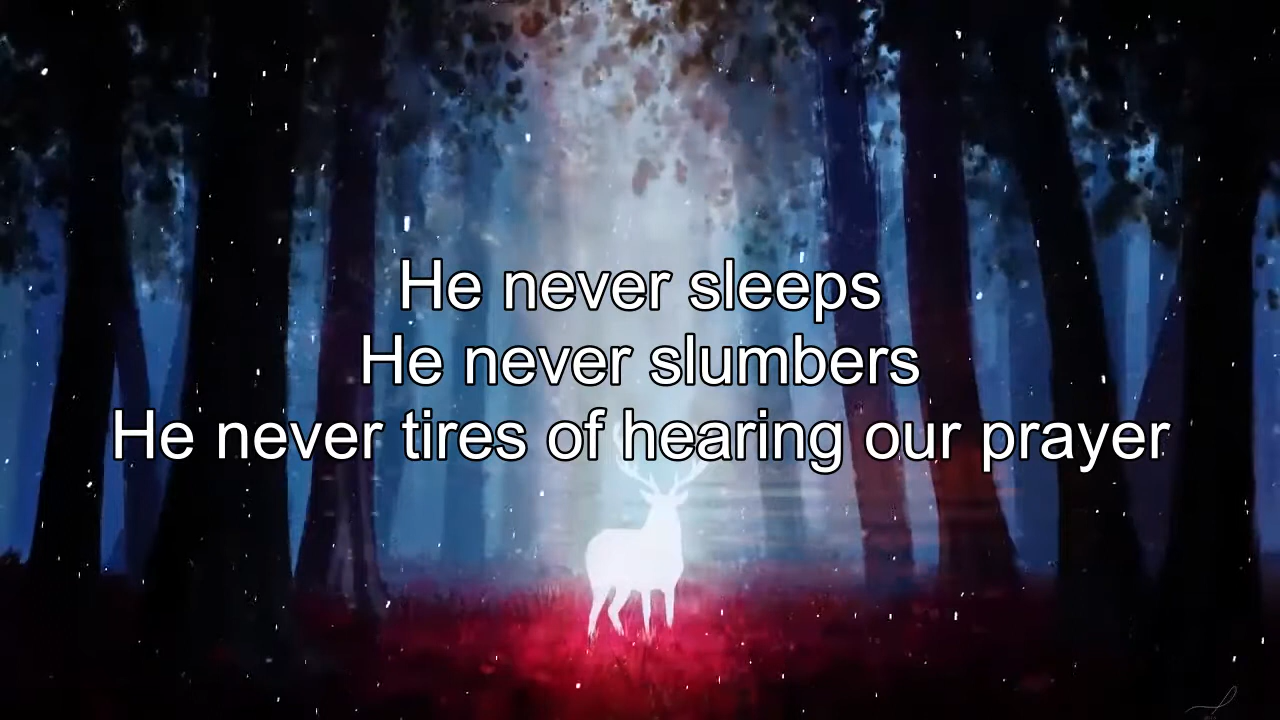 He never sleeps
He never slumbers
He never tires of hearing our prayer